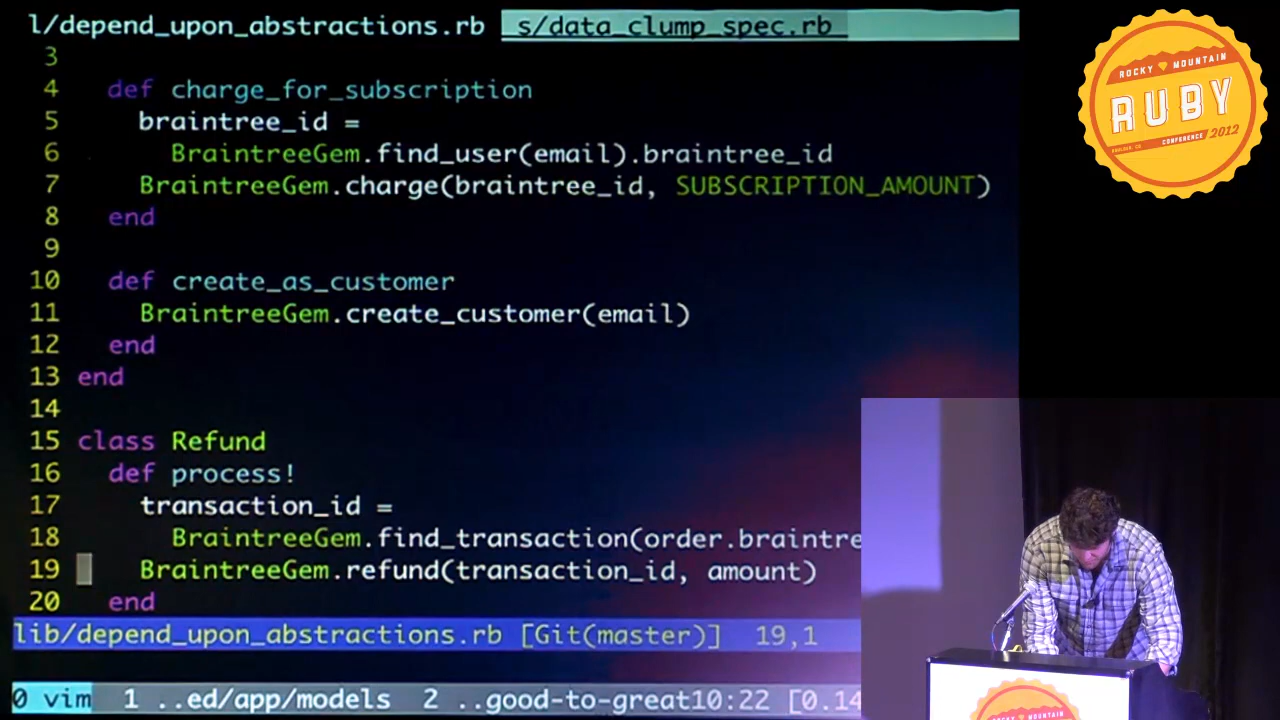 l/depend_upon_abstractions.rb s/data_clump_spec.rb
3
4 def charge_for_subscription
5 braintree_id =
6 BraintreeGem.find_user(email).braintree_id
7 BraintreeGem.charge(braintree_id, SUBSCRIPTION_AMOUNT)
8 end
9
10 def create_as_customer
11 BraintreeGem.create_customer(email)
12 end
13 end
14
15 class Refund
16 def process!
17 transaction_id =
18 BraintreeGem.find_transaction(order.braintre
19 BraintreeGem.refund(transaction_id, amount)
20 end
lib/depend_upon_abstractions.rb [Git(master)] 19,1
0 vim 1 ..ed/app/models 2 ..good-to-great10:22 [0.14
ROCKY MOUNTAIN
RUBY
BOULDER, CO CONFERENCE 2012